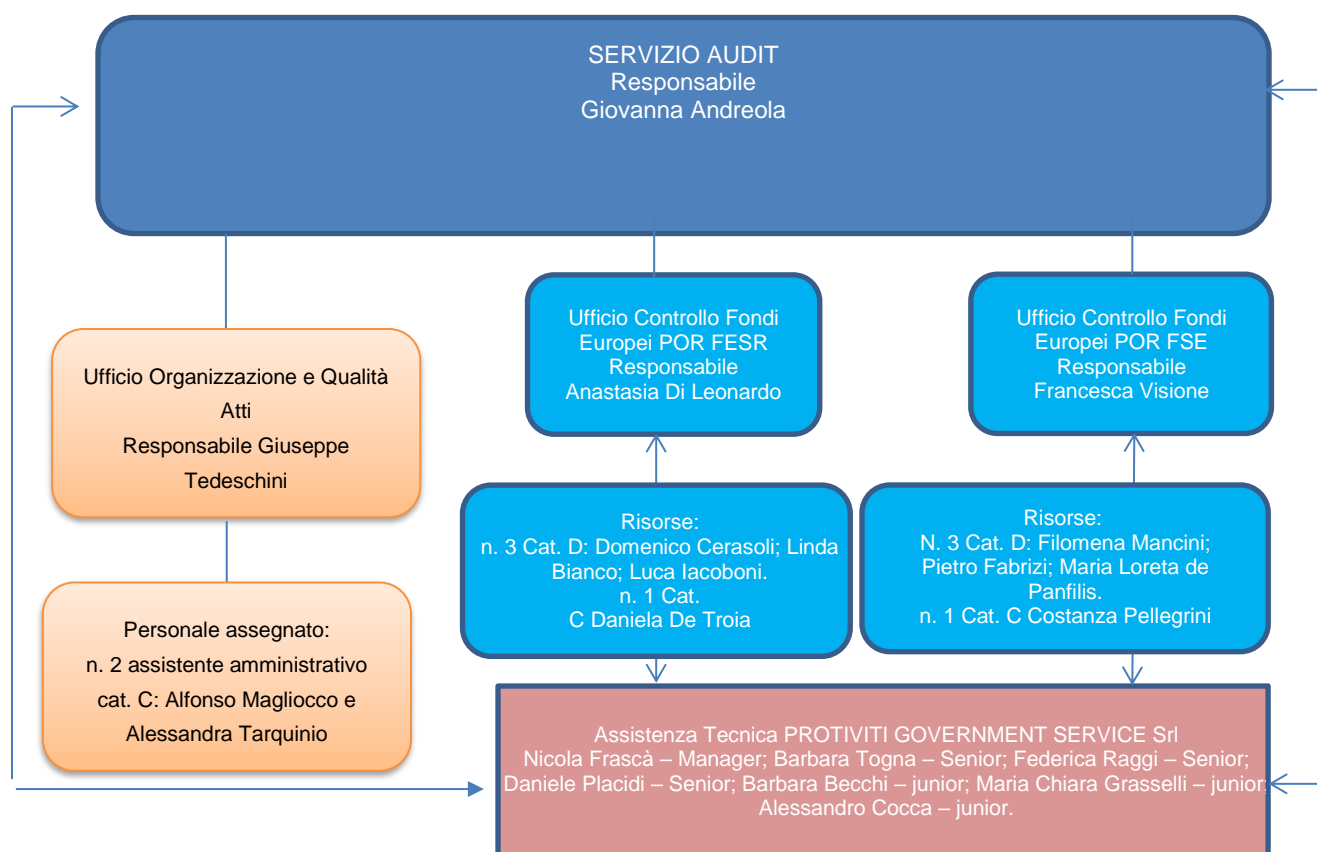 SERVIZIO AUDIT
Responsabile
Giovanna Andreola
Ufficio Organizzazione e Qualità
Atti
Responsabile Giuseppe
Tedeschini
Ufficio Controllo Fondi
Europei POR FESR
Responsabile
Anastasia Di Leonardo
Ufficio Controllo Fondi
Europei POR FSE
Responsabile
Francesca Visione
Personale assegnato:
n. 2 assistente amministrativo
cat. C: Alfonso Magliocco e
Alessandra Tarquinio
Risorse:
n. 3 Cat. D: Domenico Cerasoli; Linda
Bianco; Luca Iacoboni.
n. 1 Cat.
C Daniela De Troia
Risorse:
N. 3 Cat. D: Filomena Mancini;
Pietro Fabrizi; Maria Loreta de
Panfilis.
n. 1 Cat. C Costanza Pellegrini
Assistenza Tecnica PROTIVITI GOVERNMENT SERVICE Srl
Nicola Frascà – Manager; Barbara Togna – Senior; Federica Raggi – Senior;
Daniele Placidi – Senior; Barbara Becchi – junior; Maria Chiara Grasselli – junior;
Alessandro Cocca – junior.